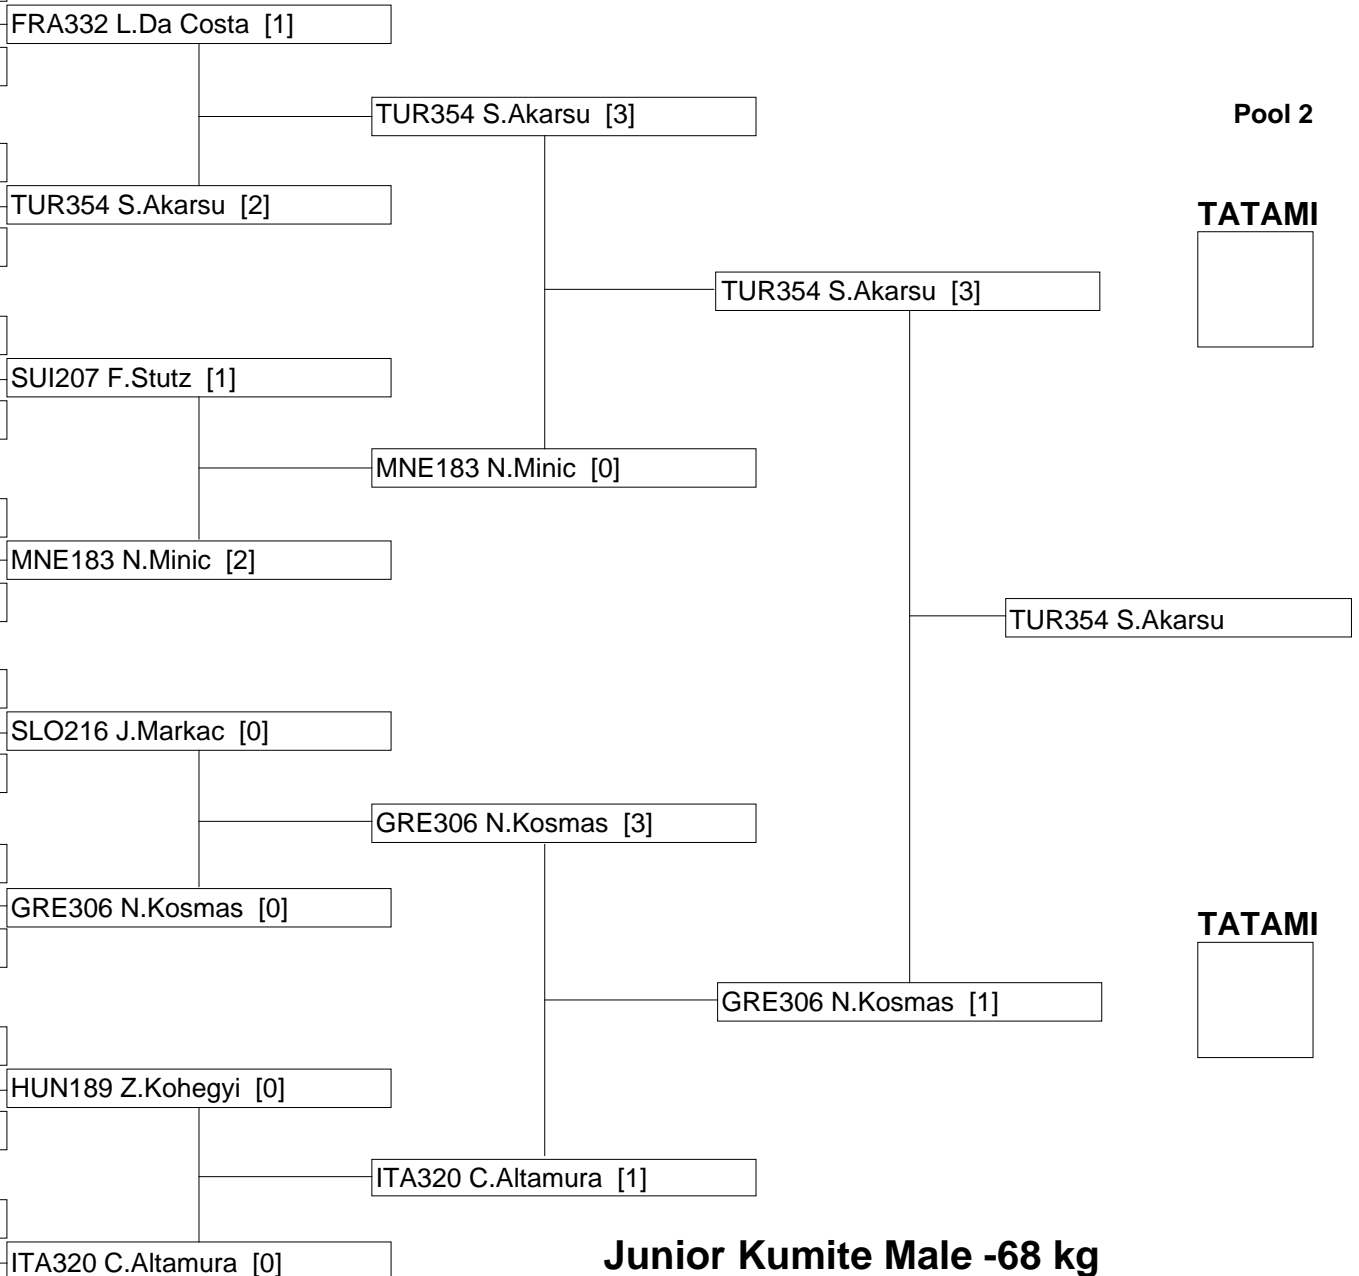 FRA332 L.Da Costa [1]
TUR354 S.Akarsu [3]
Pool 2
TUR354 S.Akarsu [2]
TATAMI
TUR354 S.Akarsu [3]
SUI207 F.Stutz [1]
MNE183 N.Minic [0]
MNE183 N.Minic [2]
TUR354 S.Akarsu
SLO216 J.Markac [0]
GRE306 N.Kosmas [3]
GRE306 N.Kosmas [0]
TATAMI
GRE306 N.Kosmas [1]
HUN189 Z.Kohegyi [0]
ITA320 C.Altamura [1]
ITA320 C.Altamura [0]
Junior Kumite Male -68 kg